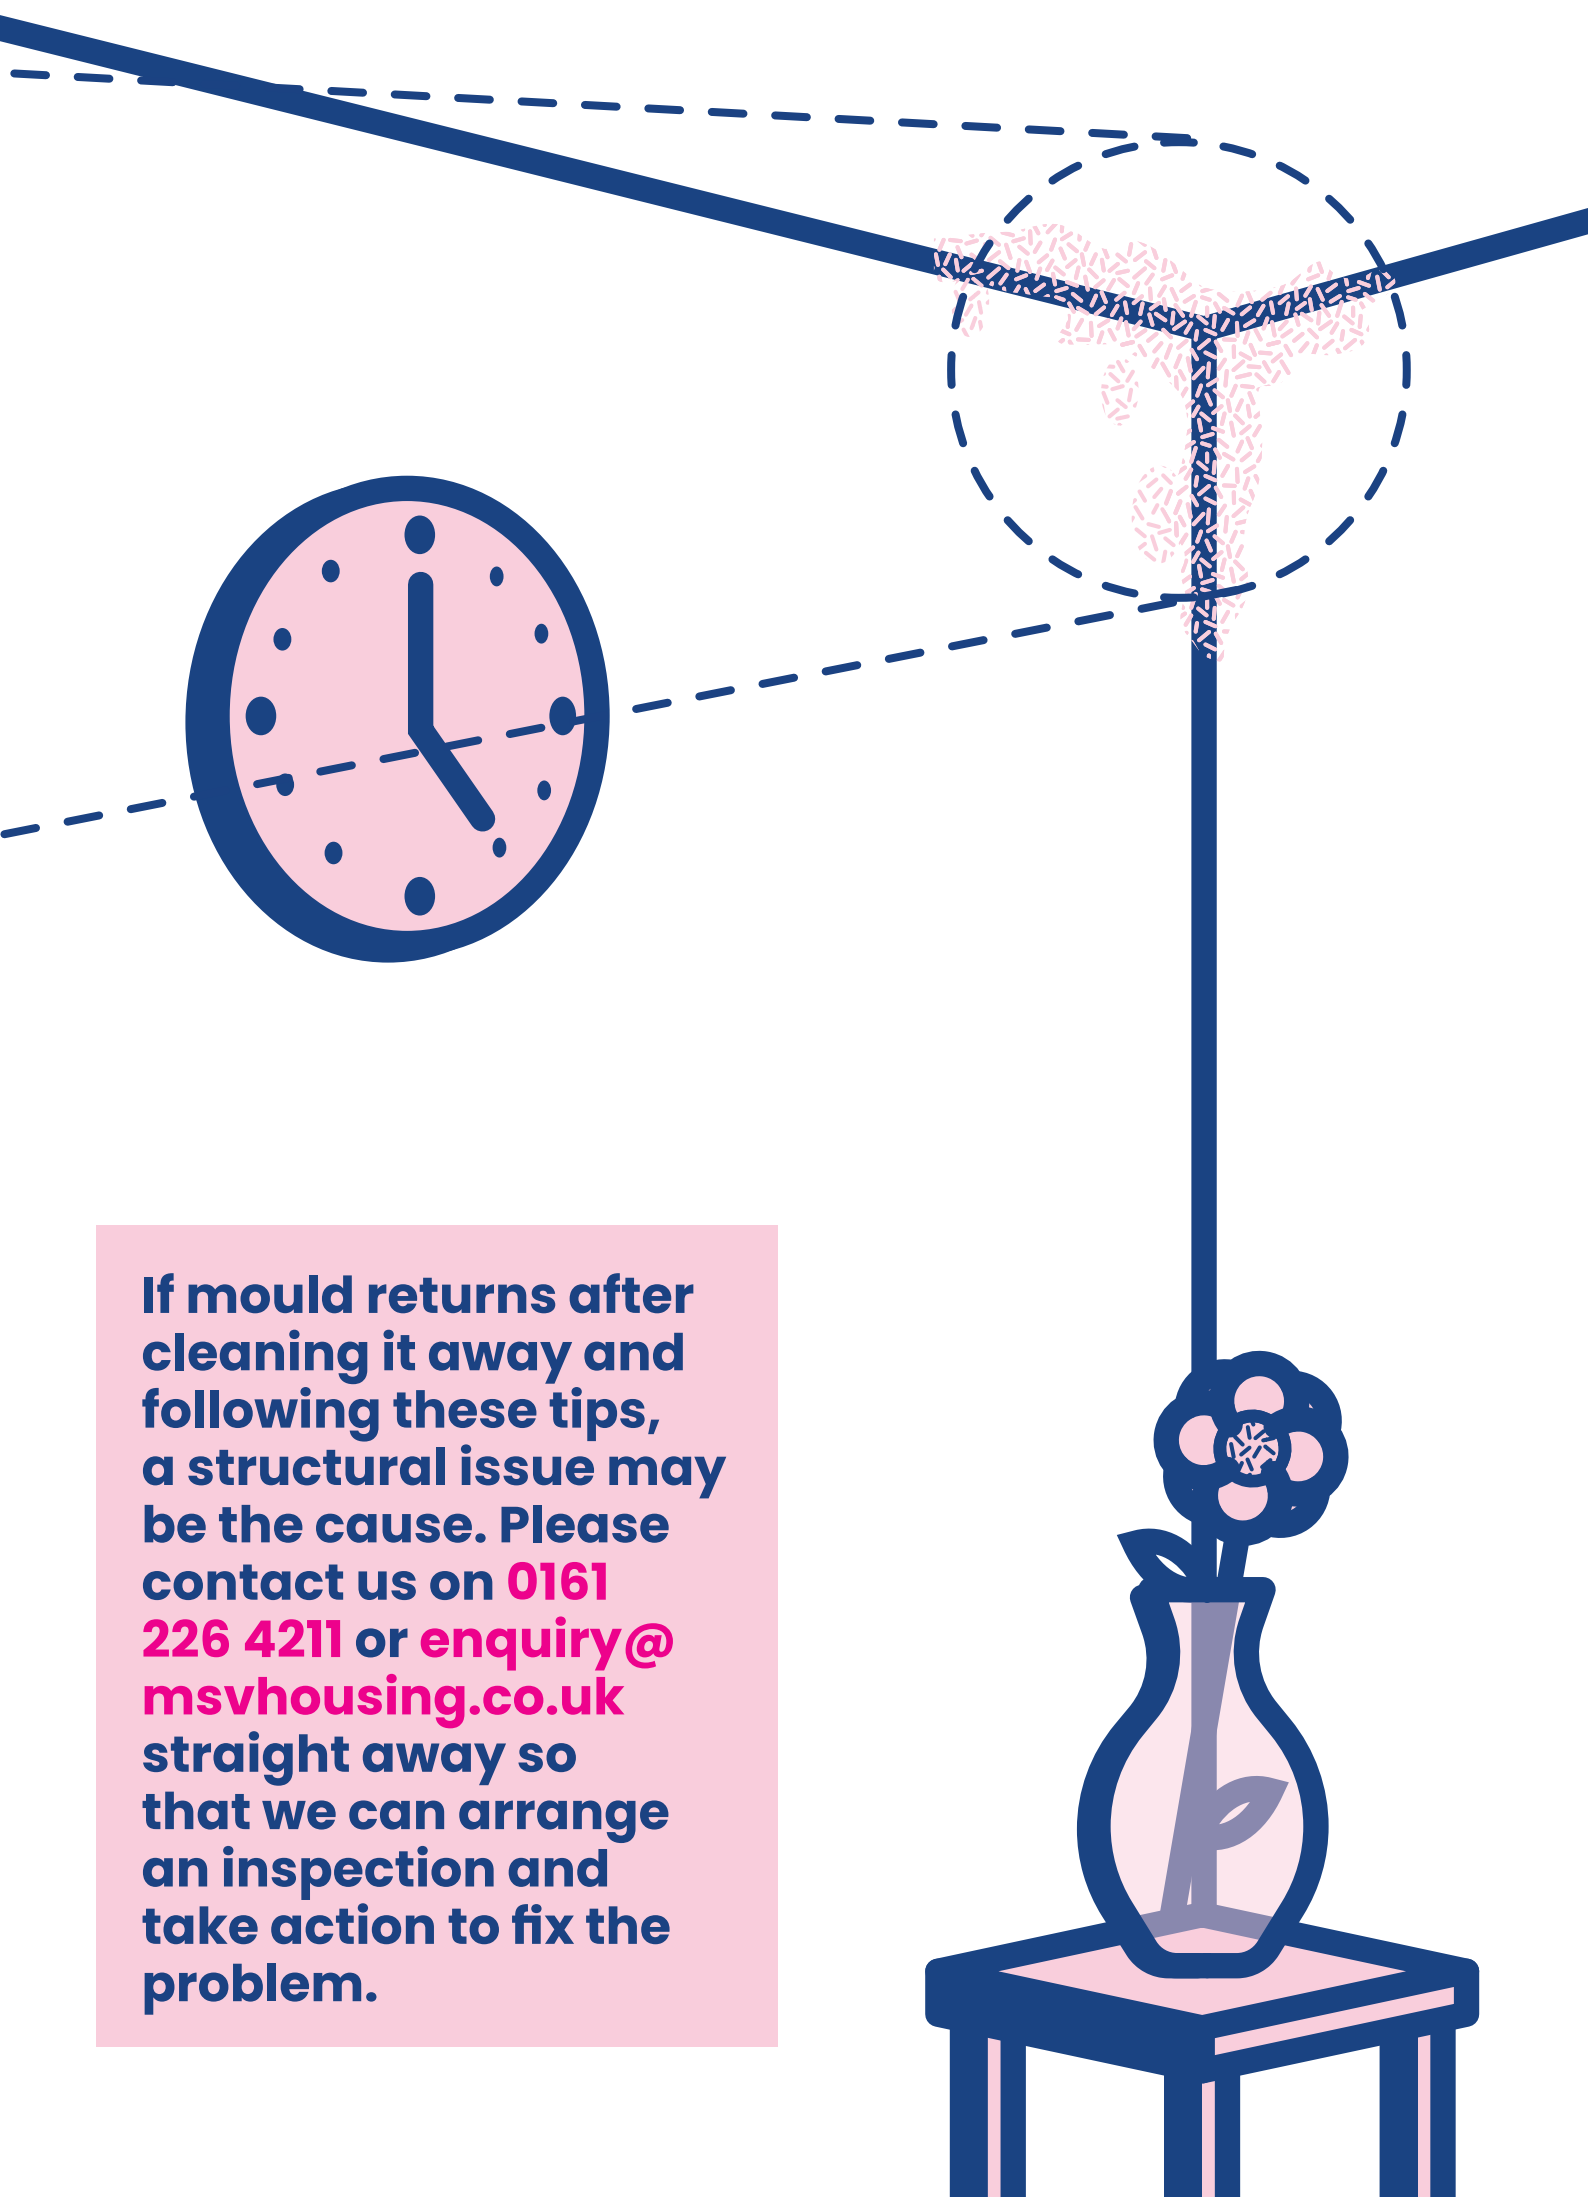 If mould returns after
cleaning it away and
following these tips,
a structural issue may
be the cause. Please
contact us on 0161
226 4211 or enquiry@
msvhousing.co.uk
straight away so
that we can arrange
an inspection and
take action to fix the
problem.